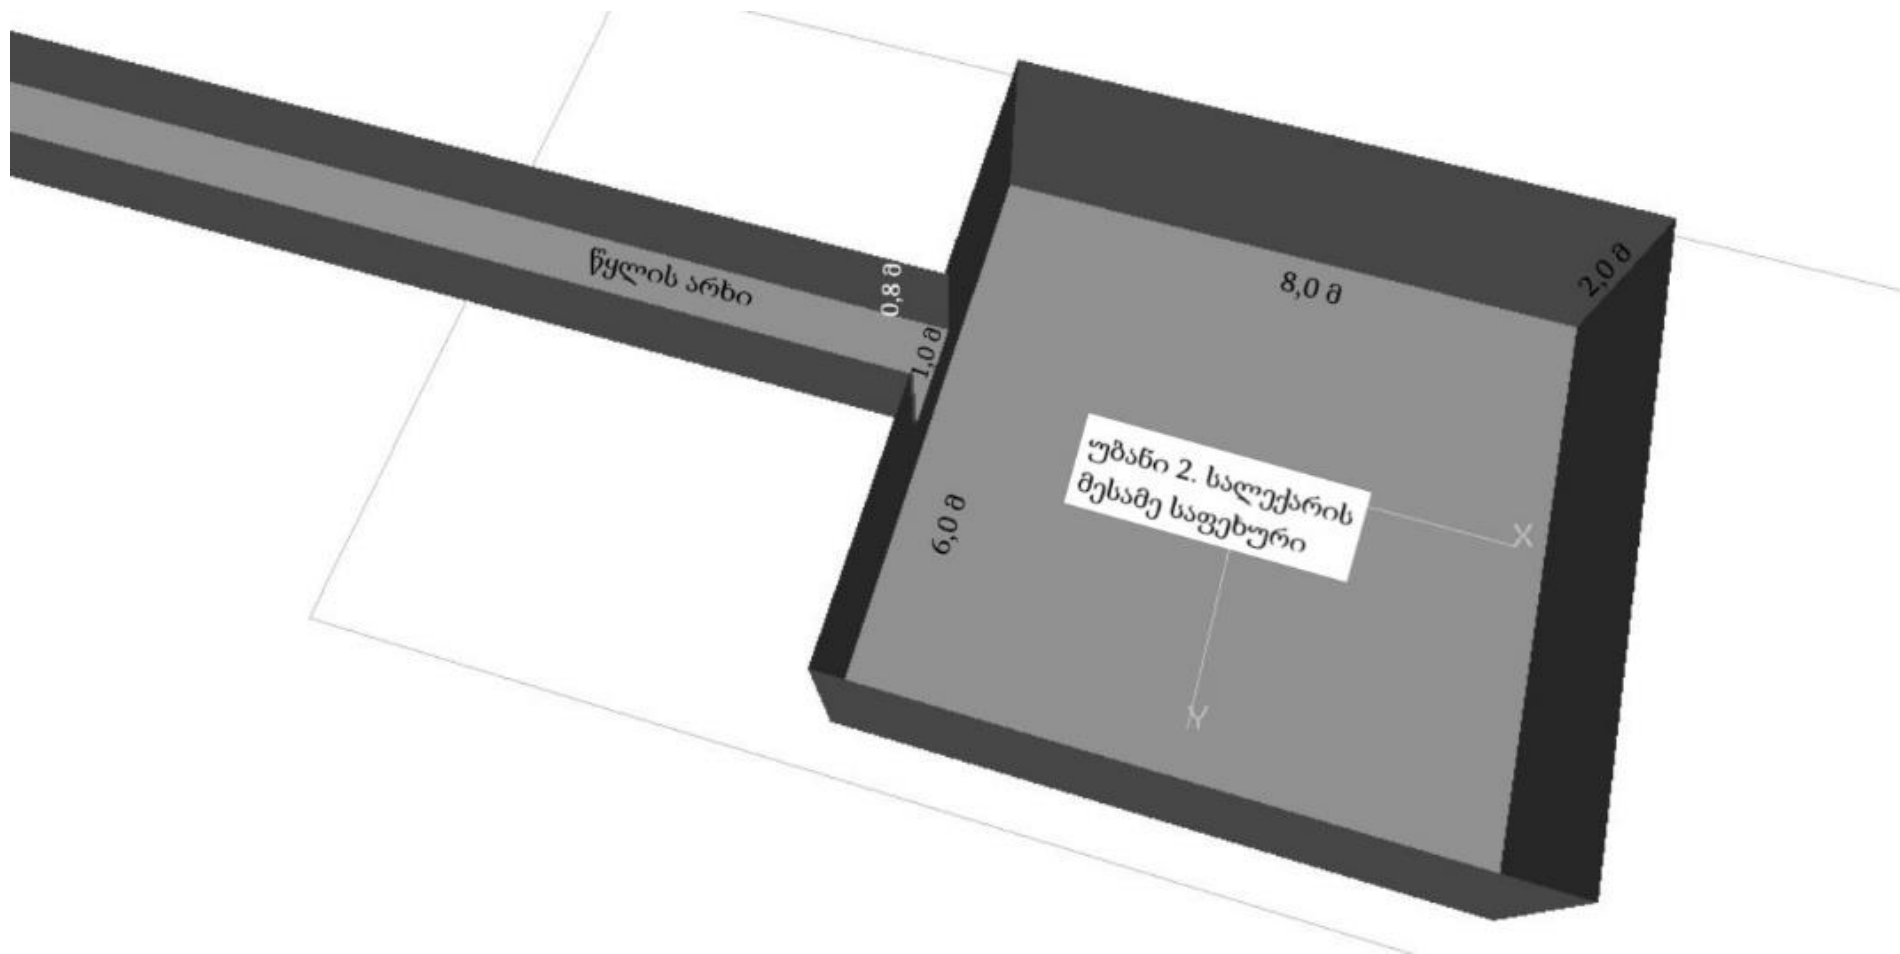 წყლის არხი
0,8 მ
1,0 მ
8,0 მ
2,0 მ
6,0 მ
უბანი 2. სალექარის
მესამე საფეხური
X
Y